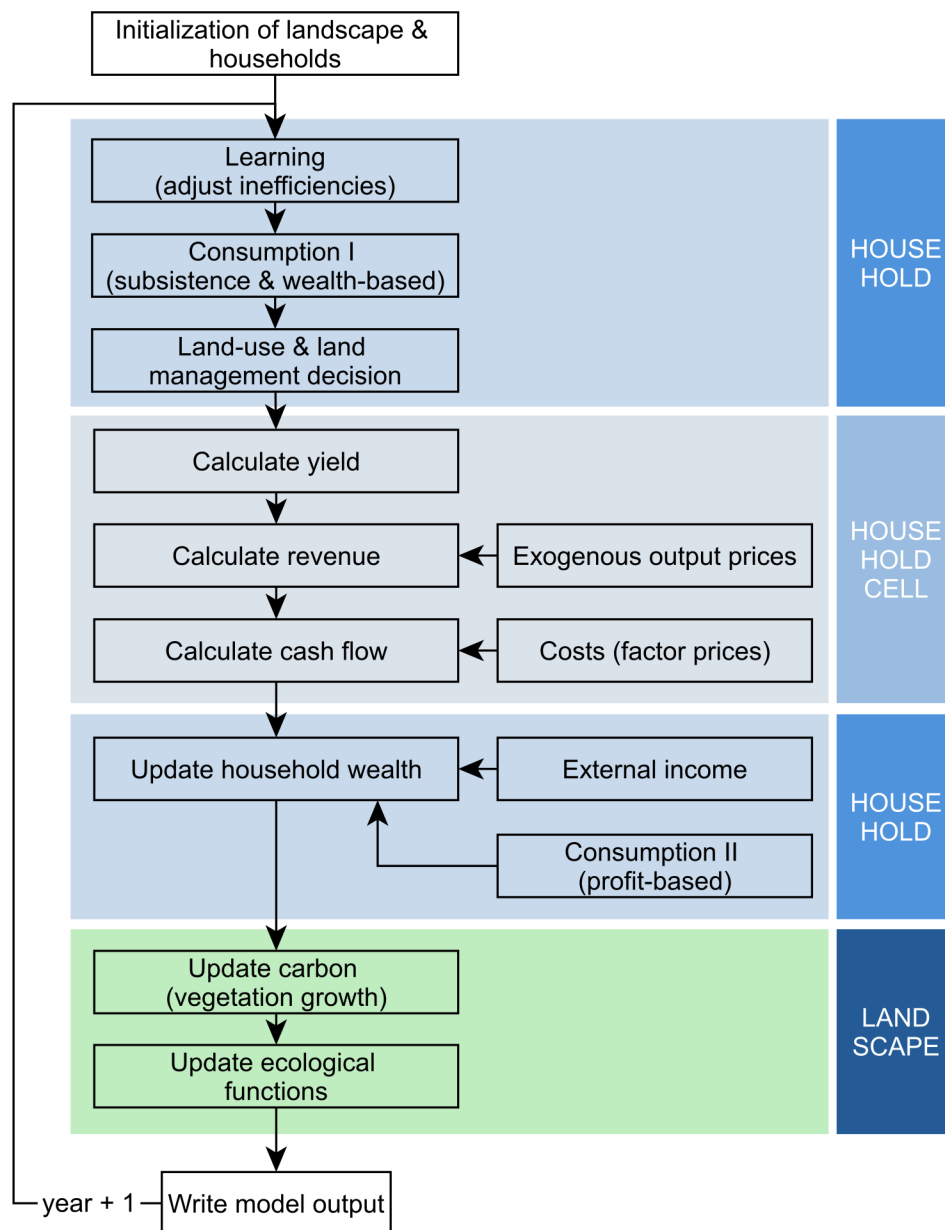 Initialization of landscape &
households
Learning
(adjust inefficiencies)
Consumption I
(subsistence & wealth-based)
Land-use & land
management decision
HOUSE
HOLD
Calculate yield
Calculate revenue
Exogenous output prices
Calculate cash flow
Costs (factor prices)
HOUSE
HOLD
CELL
Update household wealth
External income
Consumption II
(profit-based)
HOUSE
HOLD
Update carbon
(vegetation growth)
Update ecological
functions
LAND
SCAPE
year + 1
Write model output